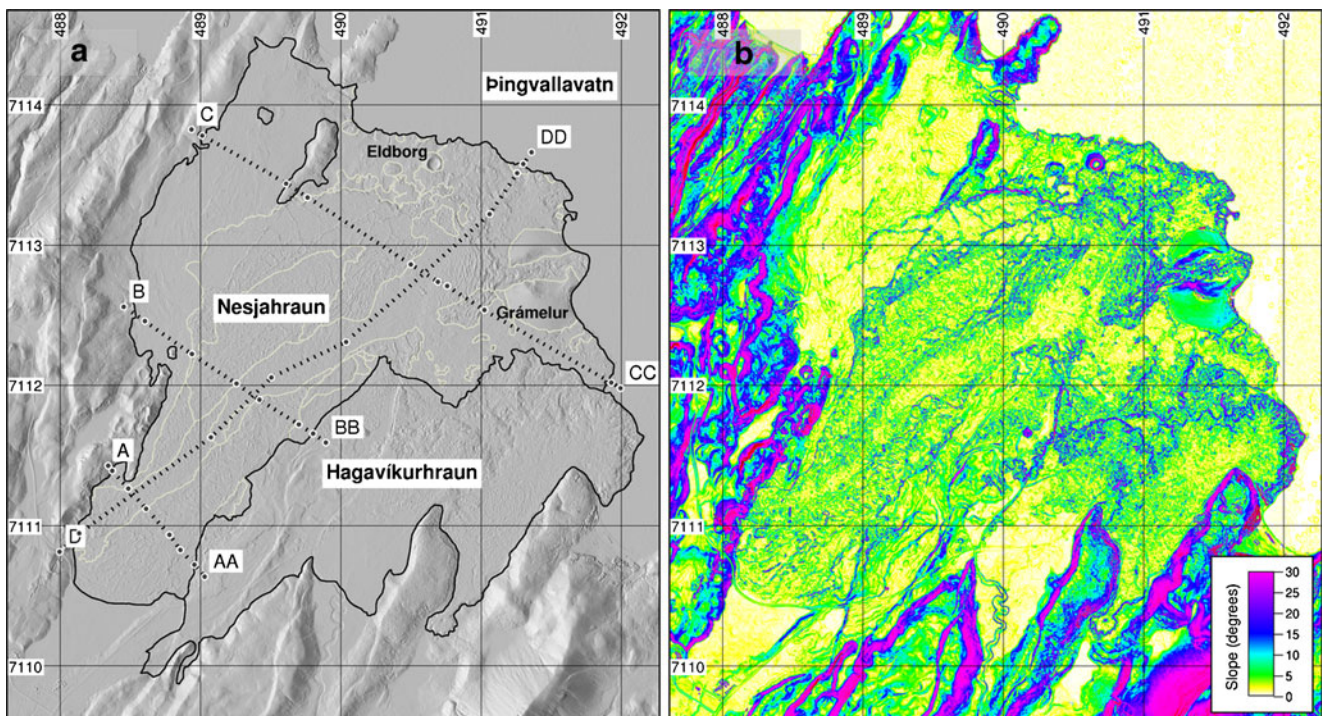 a
488
489
490
491
492
7114
7113
7112
7111
7110
C
Þingvallavatn
DD
Eldborg
B
Nesjahraun
Grámelur
CC
BB
A
Hagavíkurhraun
D
AA
b
488
489
490
491
492
7114
7113
7112
7111
7110
Slope (degrees)
30
25
20
15
10
5
0